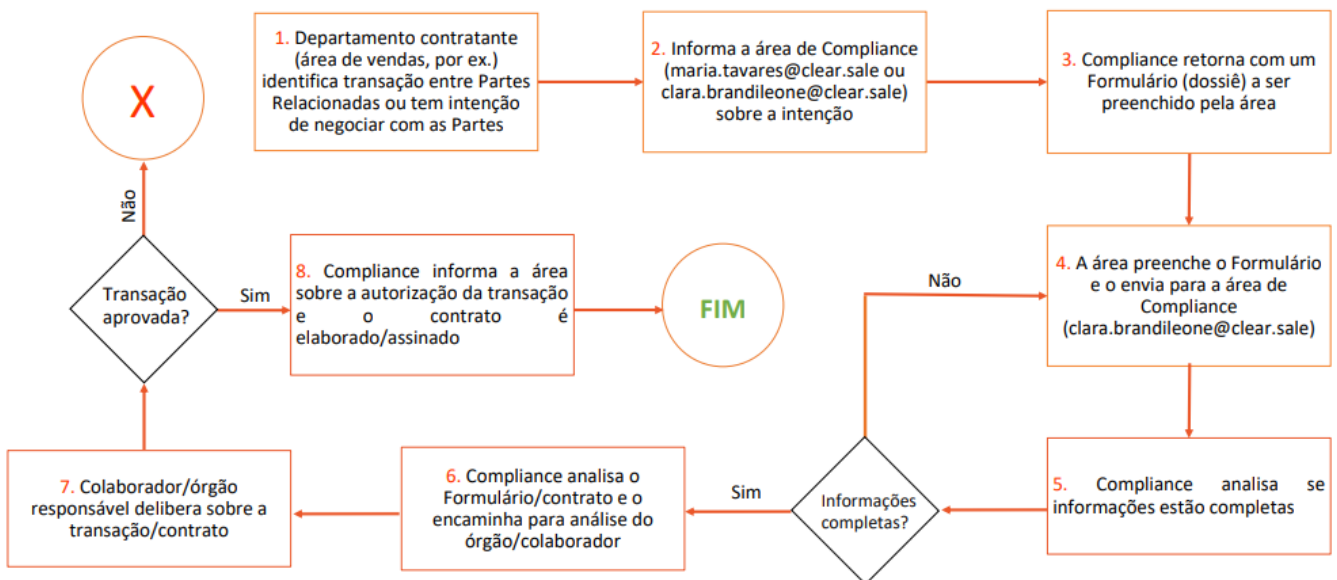 1. Departamento contratante
(área de vendas, por ex.)
identifica transação entre Partes
Relacionadas ou tem intenção
de negociar com as Partes
2. Informa a área de Compliance
(maria.tavares@clear.sale ou
clara.brandileone@clear.sale)
sobre a intenção
3. Compliance retorna com um
Formulário (dossiê) a ser
preenchido pela área
4. A área preenche o Formulário
e o envia para a área de
Compliance
(clara.brandileone@clear.sale)
5. Compliance analisa se
informações estão completas
Informações
completas?
Não
Sim
6. Compliance analisa o
Formulário/contrato e o
encaminha para análise do
órgão/colaborador
7. Colaborador/órgão
responsável delibera sobre a
transação/contrato
Transação
aprovada?
Não
X
Sim
8. Compliance informa a área
sobre a autorização da transação
e o contrato é
elaborado/assinado
FIM